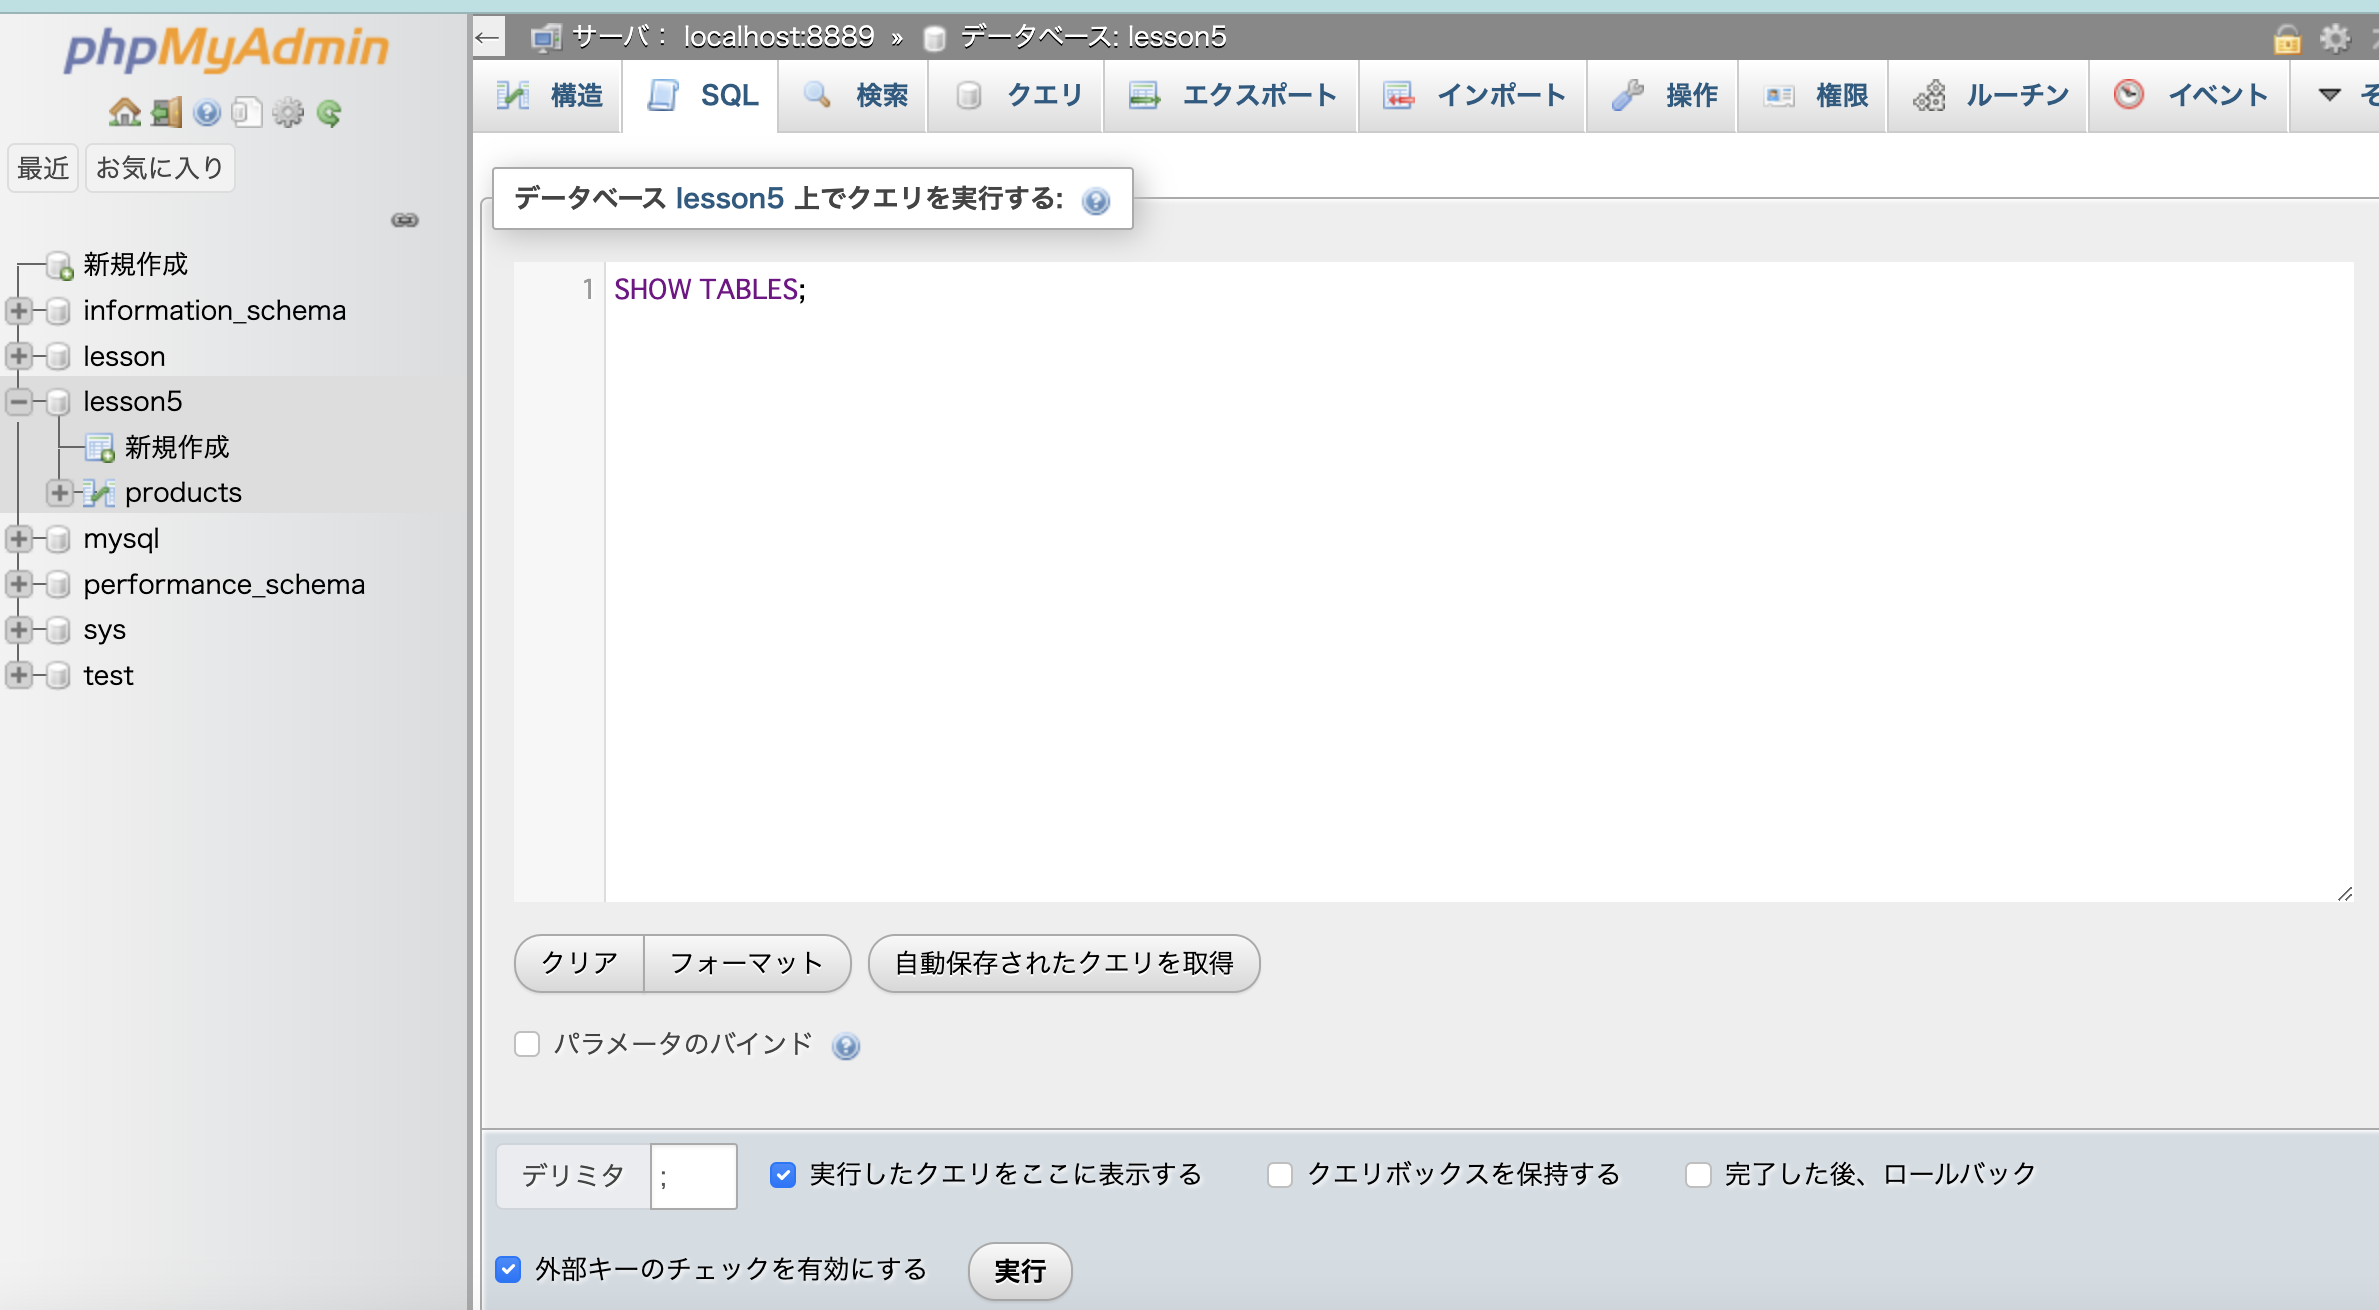 phpMyAdmin
最近 お気に入り
新規作成
information_schema
lesson
lesson5
新規作成
products
mysql
performance_schema
sys
test
← サーバ： localhost:8889 » データベース: lesson5
構造 SQL 検索 クエリ エクスポート インポート 操作 権限 ルーチン イベント
データベース lesson5 上でクエリを実行する:
1 SHOW TABLES;
クリア フォーマット 自動保存されたクエリを取得
パラメータのバインド
デリミタ ; 実行したクエリをここに表示する クエリボックスを保持する 完了した後、ロールバック
外部キーのチェックを有効にする 実行